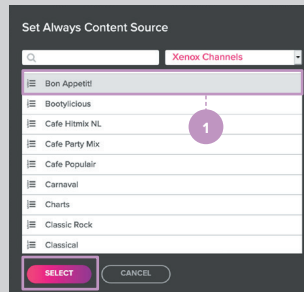 Set Always Content Source
Xenox Channels
Bon Appetit!
Bootylicious
1
Cafe Hitmix NL
Cafe Party Mix
Cafe Populair
Carnaval
Charts
Classic Rock
Classical
SELECT
CANCEL